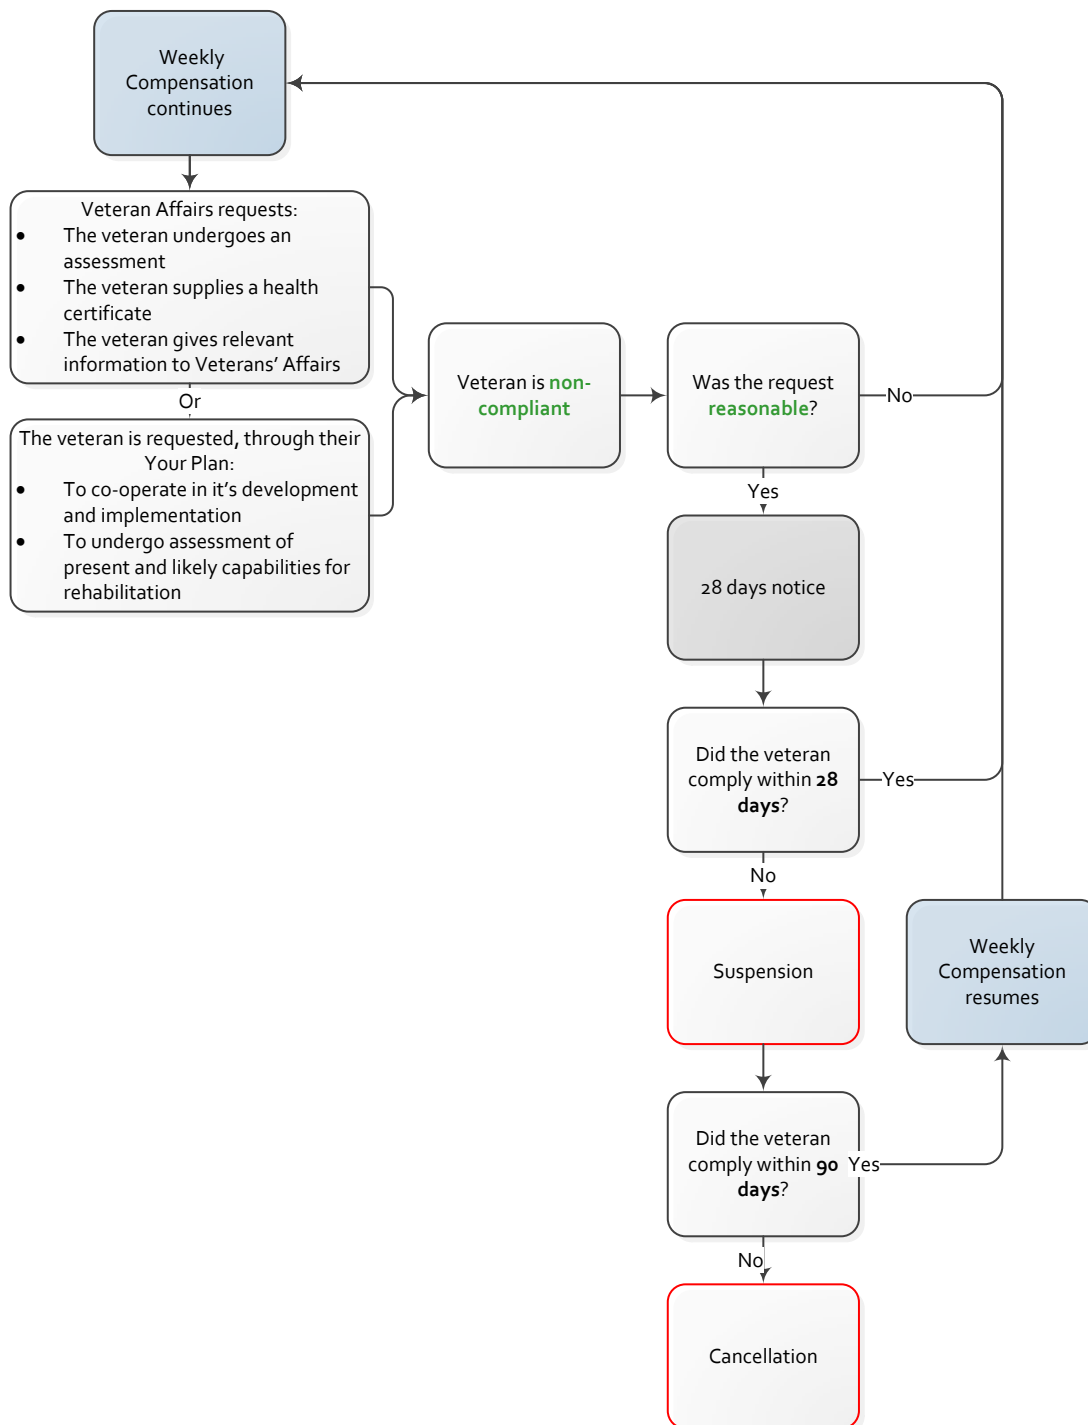 Weekly
Compensation
continues
Veteran Affairs requests:
• The veteran undergoes an
assessment
• The veteran supplies a health
certificate
• The veteran gives relevant
information to Veterans’ Affairs
Or
The veteran is requested, through their
Your Plan:
• To co-operate in it’s development
and implementation
• To undergo assessment of
present and likely capabilities for
rehabilitation
Veteran is non-
compliant
Was the request
reasonable?
No
Yes
28 days notice
Did the veteran
comply within 28
days?
Yes
No
Suspension
Weekly
Compensation
resumes
Did the veteran
comply within 90
days?
Yes
No
Cancellation